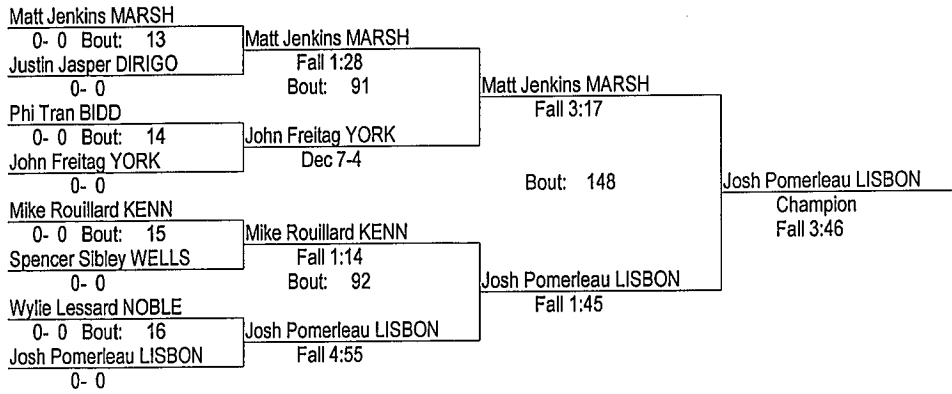 Matt Jenkins MARSH
0- 0 Bout: 13
Justin Jasper DIRIGO
0- 0
Phi Tran BIDD
0- 0 Bout: 14
John Freitag YORK
0- 0
Mike Rouillard KENN
0- 0 Bout: 15
Spencer Sibley WELLS
0- 0
Wylie Lessard NOBLE
0- 0 Bout: 16
Josh Pomerleau LISBON
0- 0
Matt Jenkins MARSH
Fall 1:28
Bout: 91
John Freitag YORK
Dec 7-4
Mike Rouillard KENN
Fall 1:14
Bout: 92
Josh Pomerleau LISBON
Fall 4:55
Matt Jenkins MARSH
Fall 3:17
Bout: 148
Josh Pomerleau LISBON
Fall 1:45
Josh Pomerleau LISBON
Champion
Fall 3:46